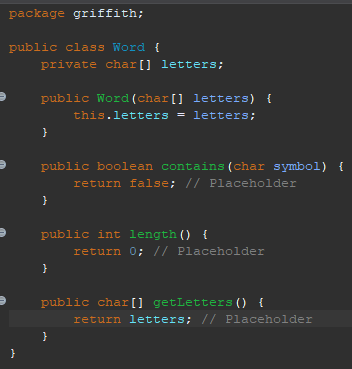 package griffith;
public class Word {
private char[] letters;
public Word(char[] letters) {
this.letters = letters;
}
public boolean contains(char symbol) {
return false; // Placeholder
}
public int length() {
return 0; // Placeholder
}
public char[] getLetters() {
return letters; // Placeholder
}
}